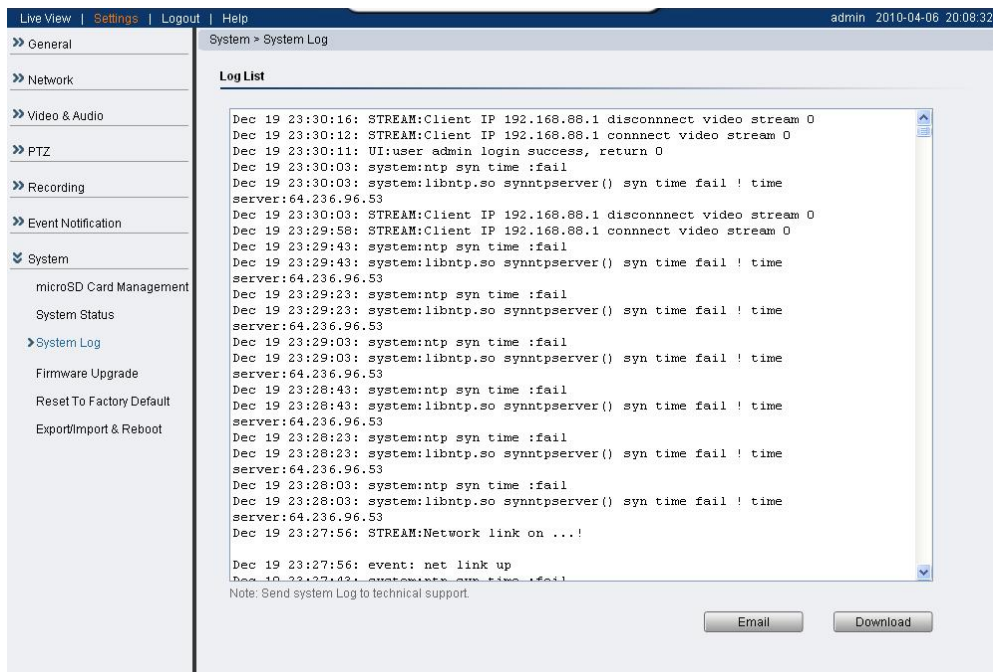 Live View | Settings | Logout | Help
admin 2010-04-06 20:08:32
General
Network
Video & Audio
PTZ
Recording
Event Notification
System
microSD Card Management
System Status
System Log
Firmware Upgrade
Reset To Factory Default
Export/Import & Reboot
System > System Log
Log List
Dec 19 23:30:16: STREAM:Client IP 192.168.88.1 disconnnect video stream 0
Dec 19 23:30:12: STREAM:Client IP 192.168.88.1 connnect video stream 0
Dec 19 23:30:11: UI:user admin login success, return 0
Dec 19 23:30:03: system:ntp syn time :fail
Dec 19 23:30:03: system:libntp.so synntpserver() syn time fail ! time
server:64.236.96.53
Dec 19 23:30:03: STREAM:Client IP 192.168.88.1 disconnnect video stream 0
Dec 19 23:29:58: STREAM:Client IP 192.168.88.1 connnect video stream 0
Dec 19 23:29:43: system:ntp syn time :fail
Dec 19 23:29:43: system:libntp.so synntpserver() syn time fail ! time
server:64.236.96.53
Dec 19 23:29:23: system:ntp syn time :fail
Dec 19 23:29:23: system:libntp.so synntpserver() syn time fail ! time
server:64.236.96.53
Dec 19 23:29:03: system:ntp syn time :fail
Dec 19 23:29:03: system:libntp.so synntpserver() syn time fail ! time
server:64.236.96.53
Dec 19 23:28:43: system:ntp syn time :fail
Dec 19 23:28:43: system:libntp.so synntpserver() syn time fail ! time
server:64.236.96.53
Dec 19 23:28:23: system:ntp syn time :fail
Dec 19 23:28:23: system:libntp.so synntpserver() syn time fail ! time
server:64.236.96.53
Dec 19 23:28:03: system:ntp syn time :fail
Dec 19 23:28:03: system:libntp.so synntpserver() syn time fail ! time
server:64.236.96.53
Dec 19 23:27:56: STREAM:Network link on ...!
Dec 19 23:27:56: event: net link up
Dec 19 23:27:43: system:ntp syn time :fail
Note: Send system Log to technical support.
Email
Download